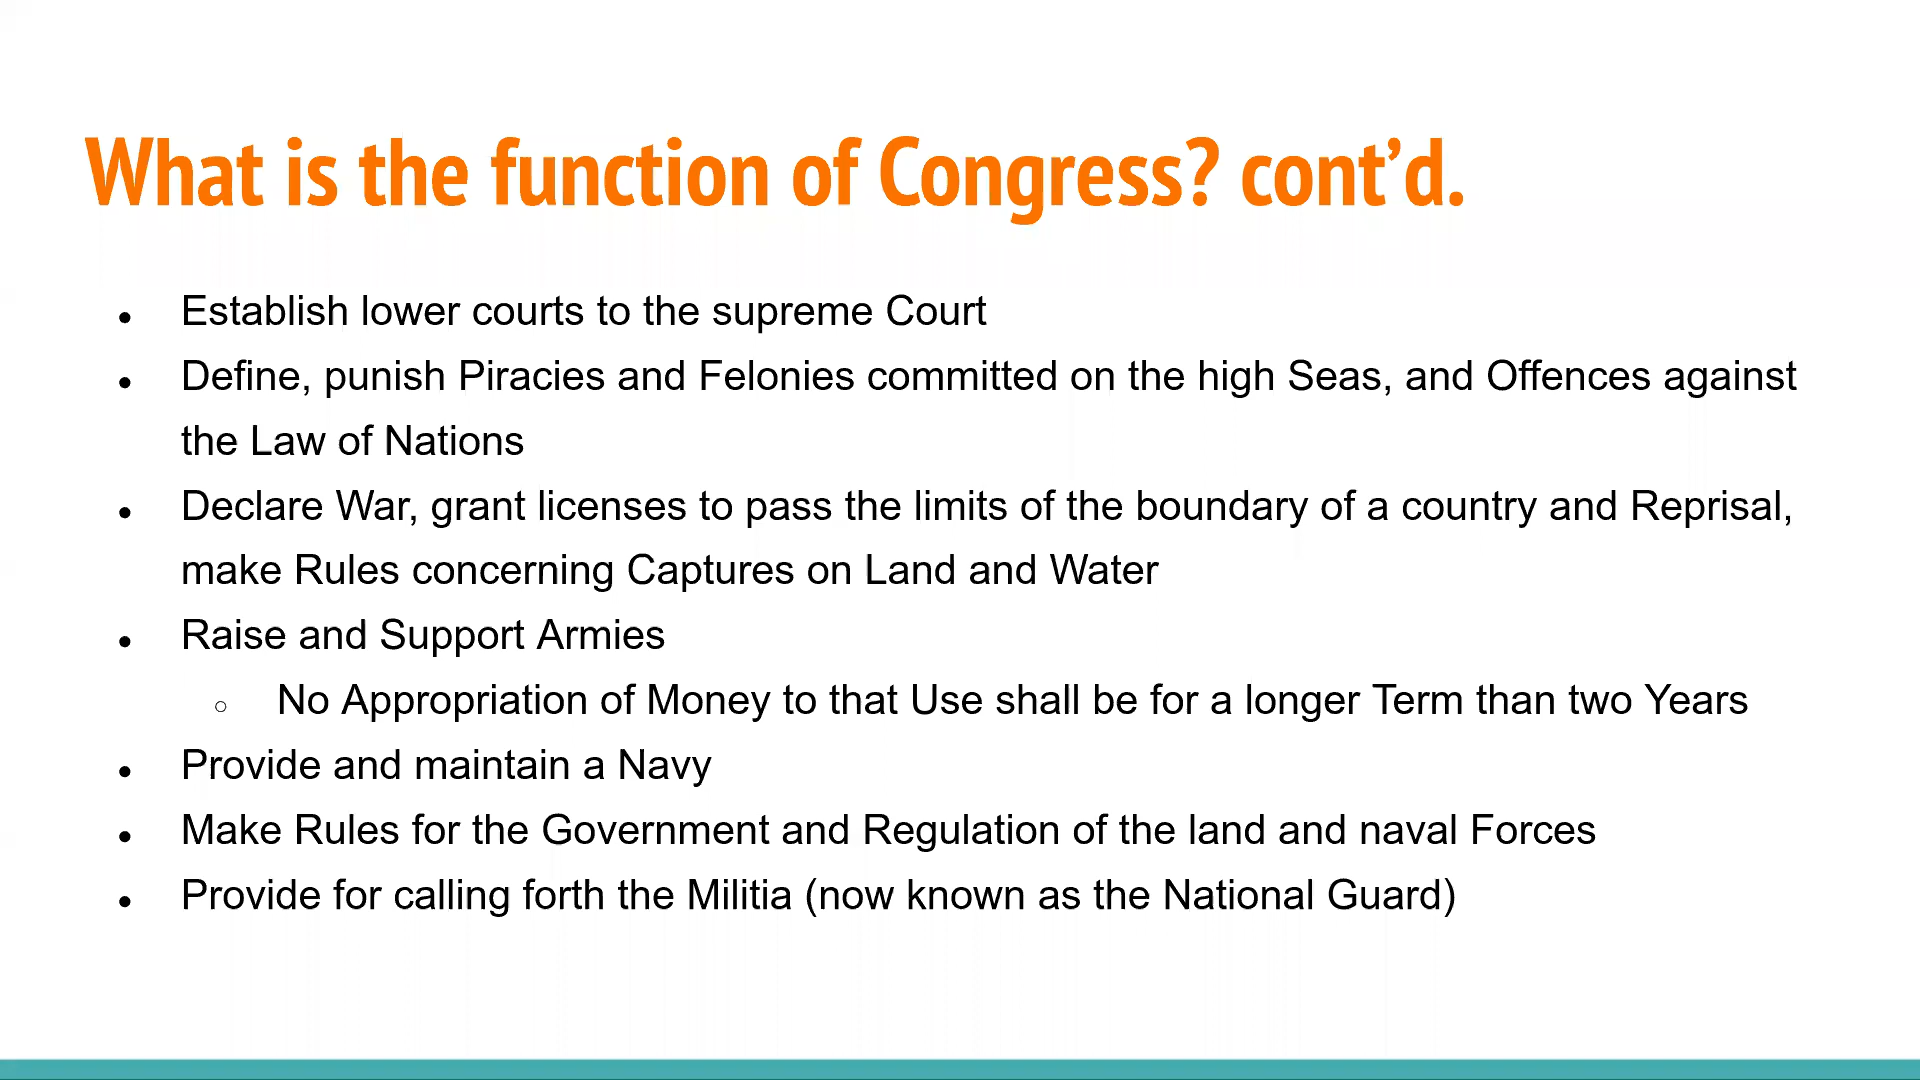 What is the function of Congress? cont’d.
● Establish lower courts to the supreme Court
● Define, punish Piracies and Felonies committed on the high Seas, and Offences against
the Law of Nations
● Declare War, grant licenses to pass the limits of the boundary of a country and Reprisal,
make Rules concerning Captures on Land and Water
● Raise and Support Armies
○ No Appropriation of Money to that Use shall be for a longer Term than two Years
● Provide and maintain a Navy
● Make Rules for the Government and Regulation of the land and naval Forces
● Provide for calling forth the Militia (now known as the National Guard)